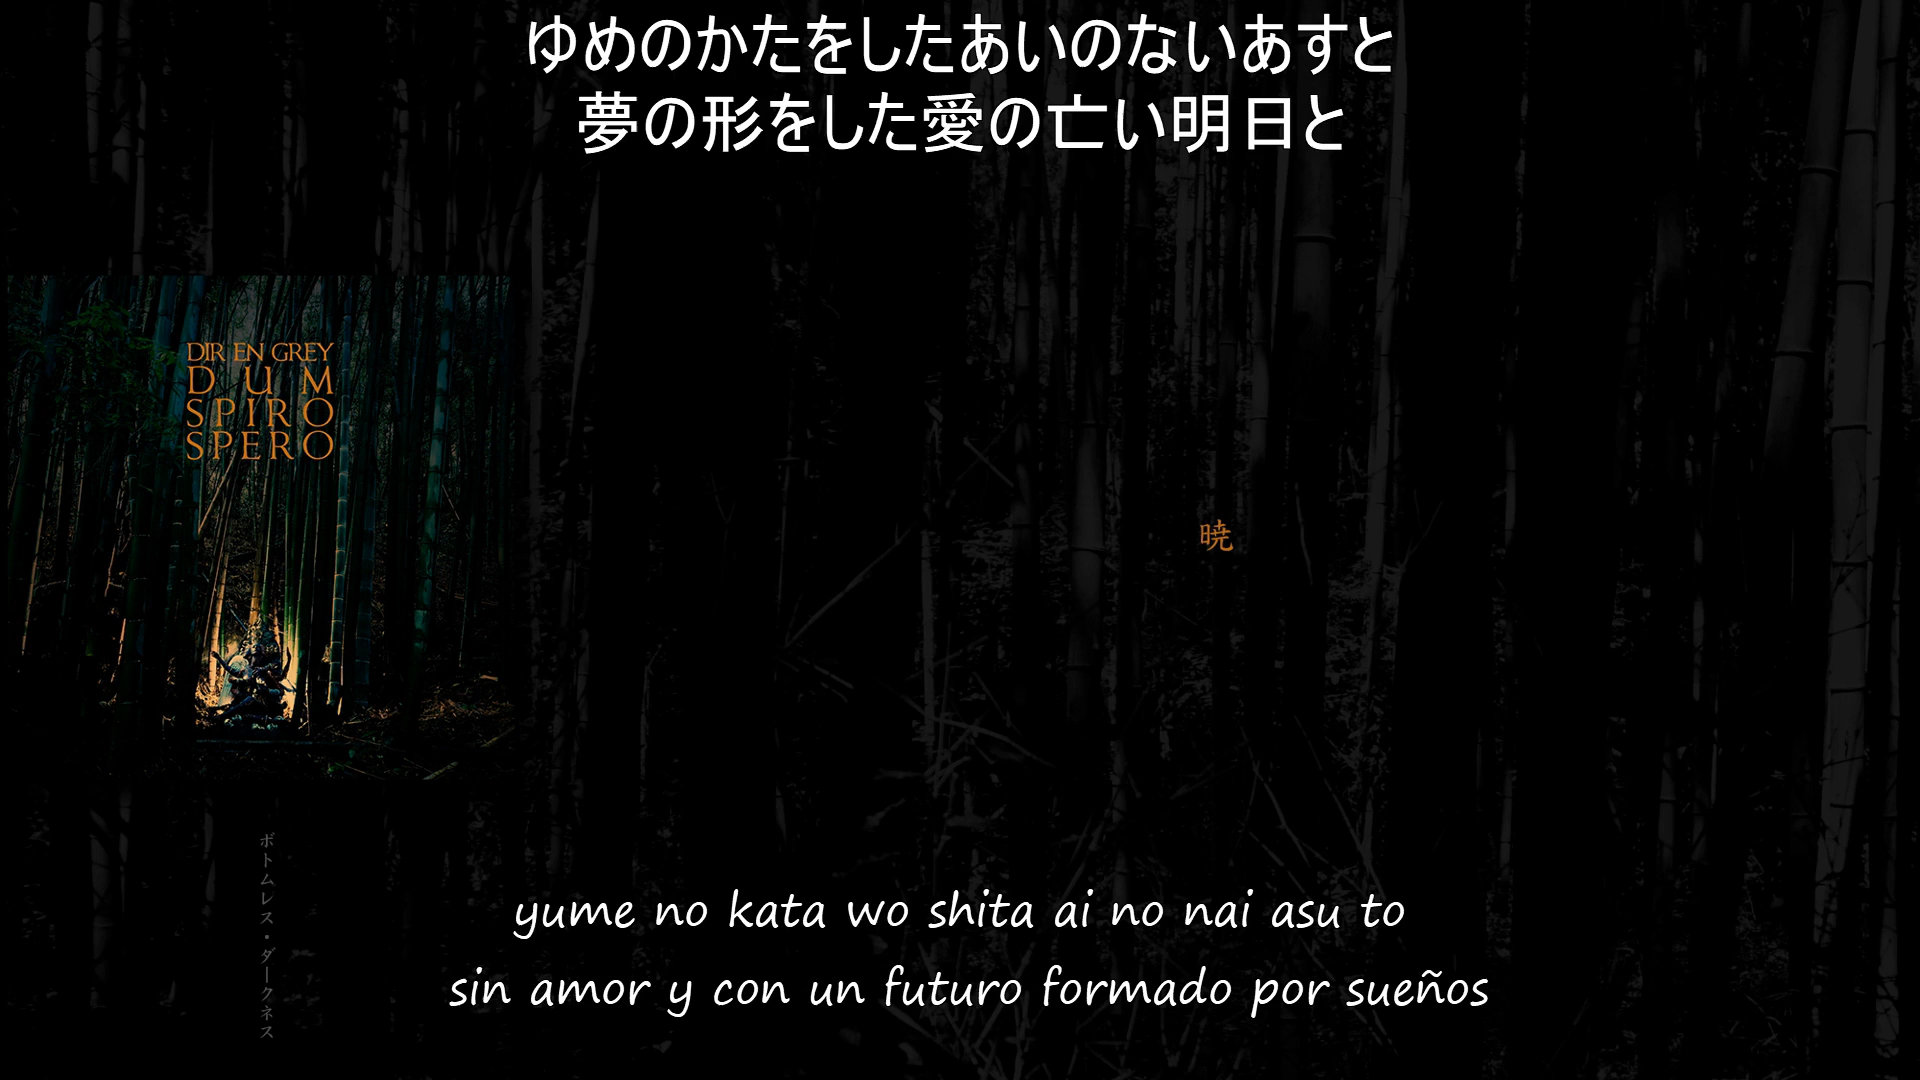 ゆめのかたをしたあいのないあすと
夢の形をした愛の亡い明日と
DIR EN GREY
DUM
SPIRO
SPERO
暁
ボトムレス・ダークネス
yume no kata wo shita ai no nai asu to
sin amor y con un futuro formado por sueños